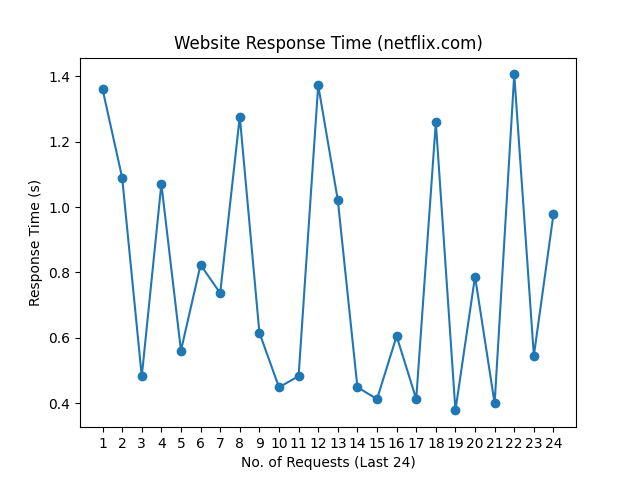 Website Response Time (netflix.com)
Response Time (s)
1.4
1.2
1.0
0.8
0.6
0.4
1 2 3 4 5 6 7 8 9 10 11 12 13 14 15 16 17 18 19 20 21 22 23 24
No. of Requests (Last 24)